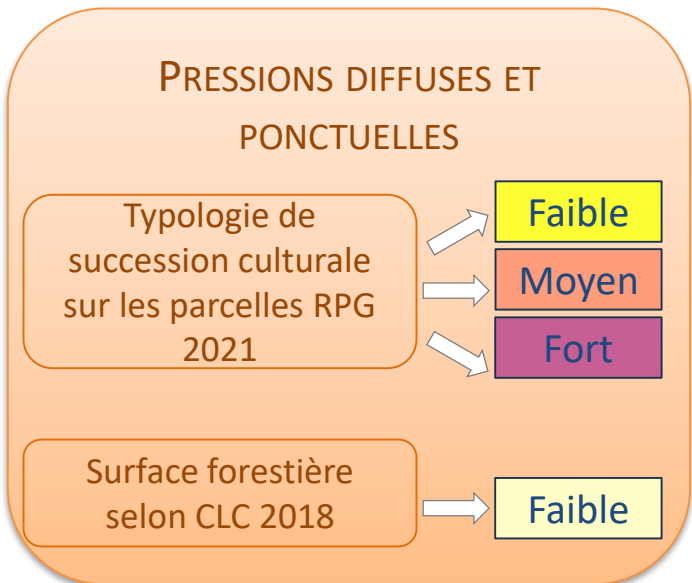 PRESSIONS DIFFUSES ET
PONCTUELLES
Typologie de
succession culturale
sur les parcelles RPG
2021
Faible
Moyen
Fort
Surface forestière
selon CLC 2018
Faible